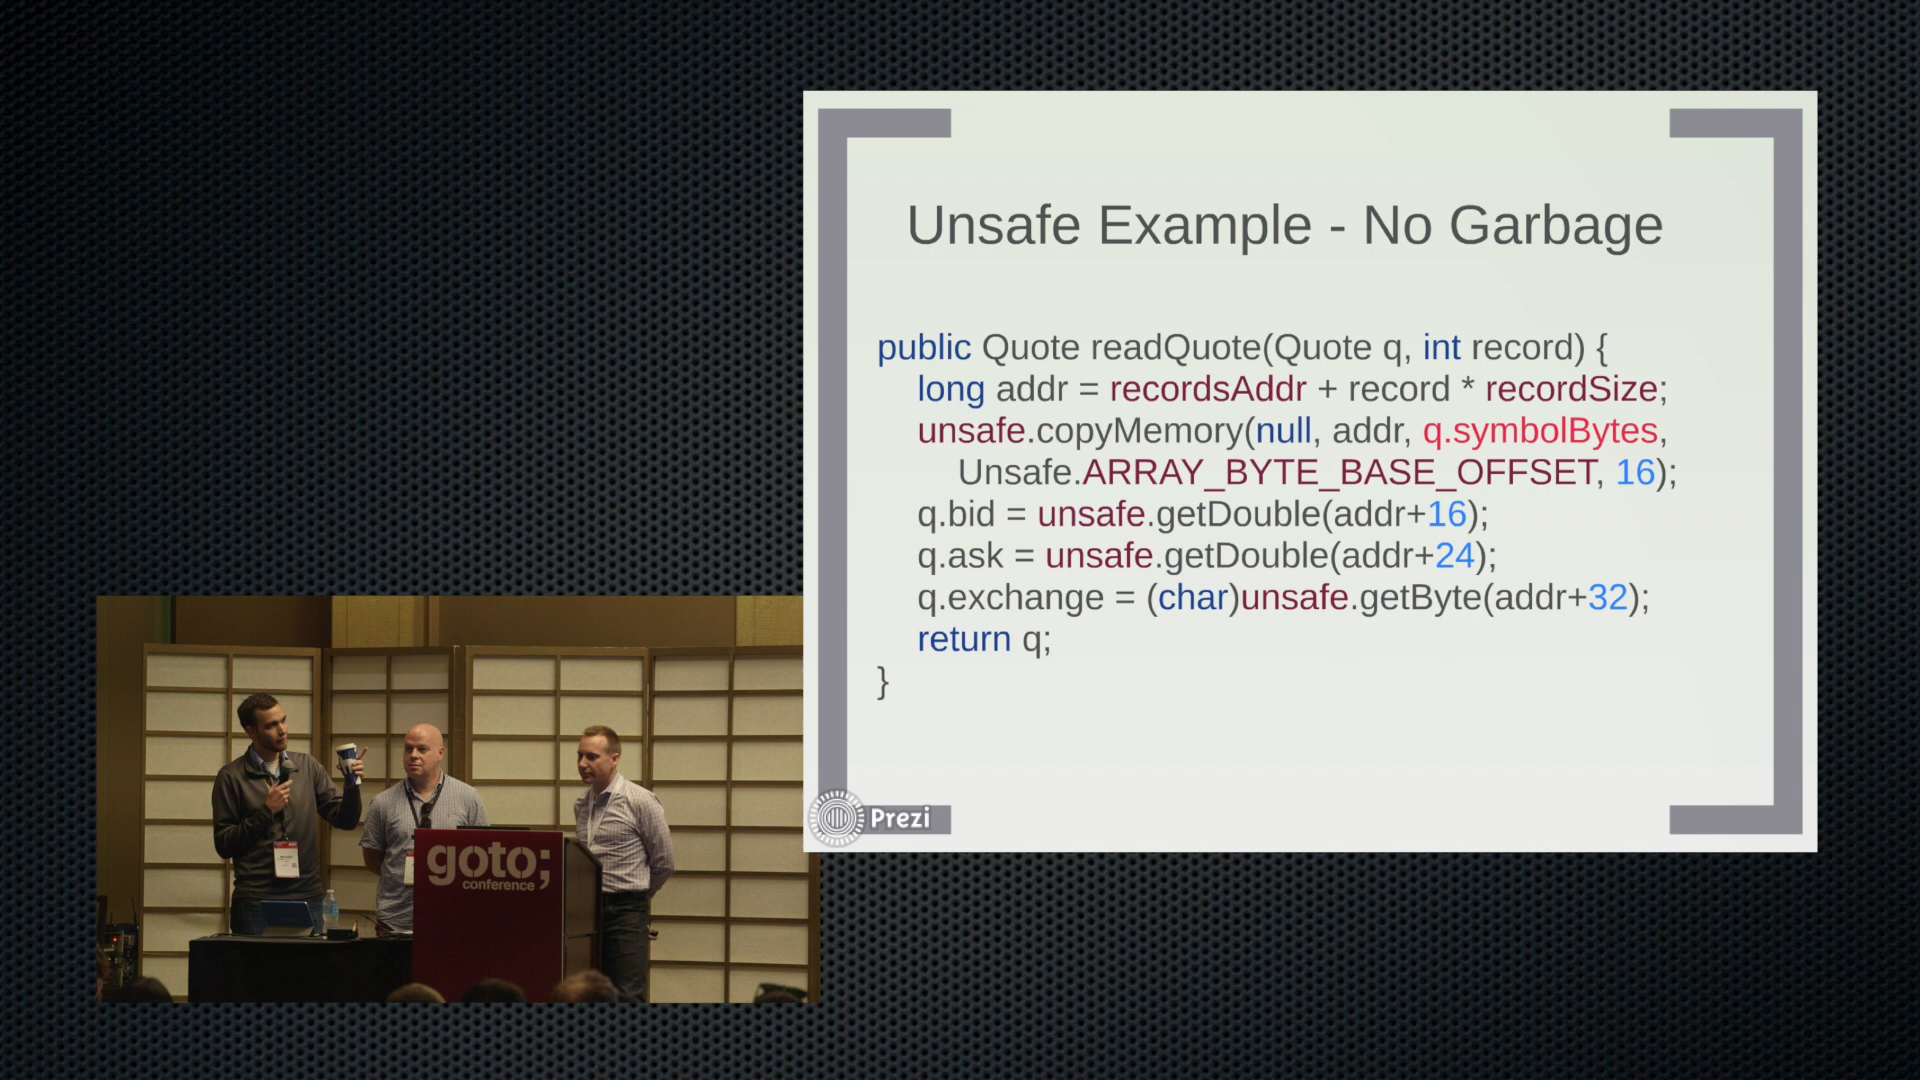 Unsafe Example - No Garbage
public Quote readQuote(Quote q, int record) {
long addr = recordsAddr + record * recordSize;
unsafe.copyMemory(null, addr, q.symbolBytes,
Unsafe.ARRAY_BYTE_BASE_OFFSET, 16);
q.bid = unsafe.getDouble(addr+16);
q.ask = unsafe.getDouble(addr+24);
q.exchange = (char)unsafe.getByte(addr+32);
return q;
}
Prezi
goto;
conference